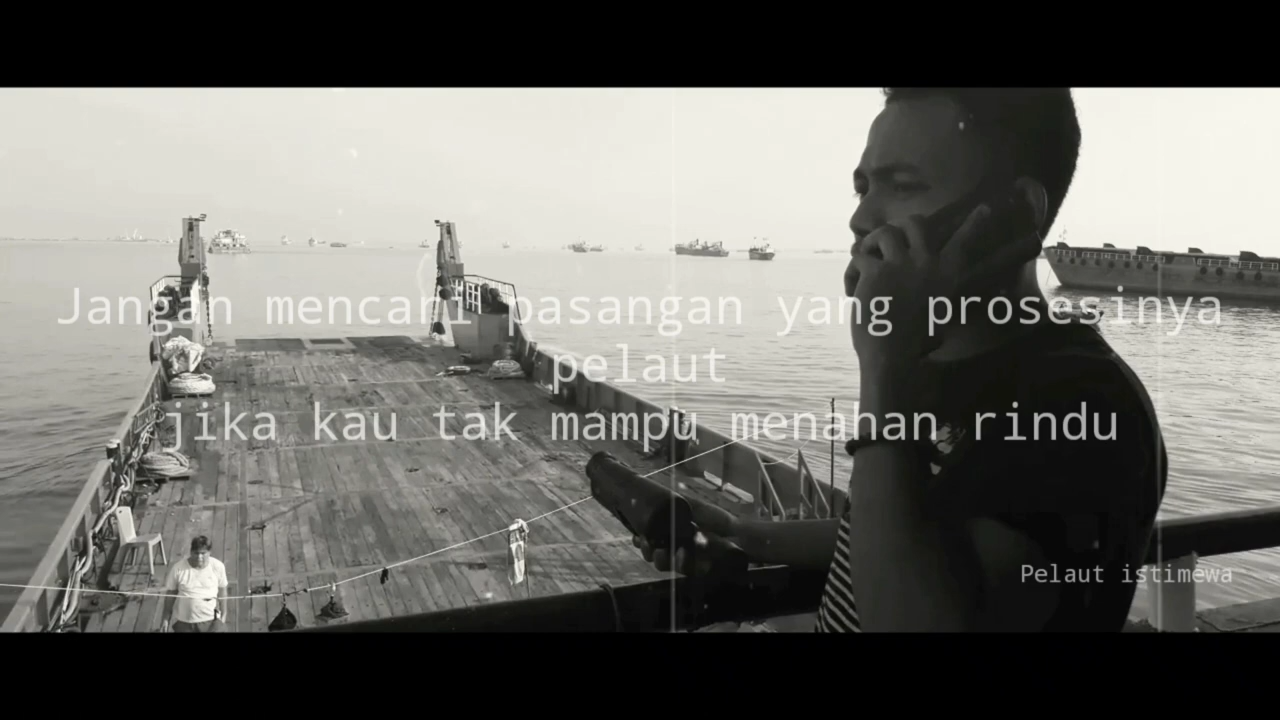 Jangan mencari pasangan yang prosesinya
pelaut
jika kau tak mampu menahan rindu
Pelaut istimewa